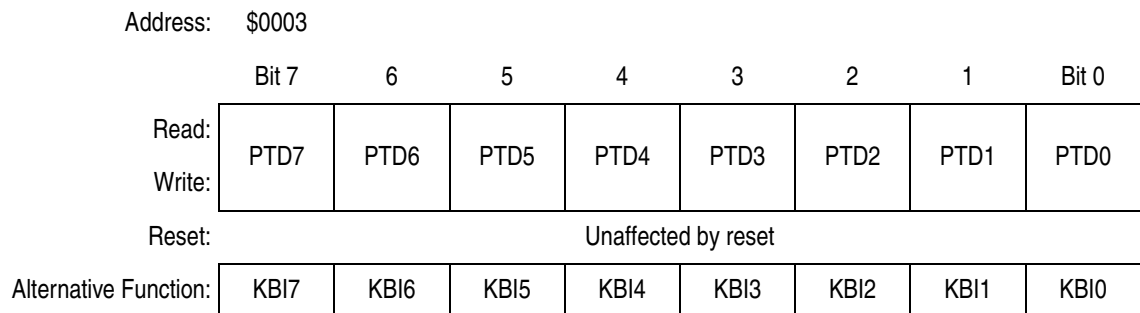 Address: $0003
Bit 7 6 5 4 3 2 1 Bit 0
Read:
PTD7 PTD6 PTD5 PTD4 PTD3 PTD2 PTD1 PTD0
Write:
Reset: Unaffected by reset
Alternative Function: KBI7 KBI6 KBI5 KBI4 KBI3 KBI2 KBI1 KBI0